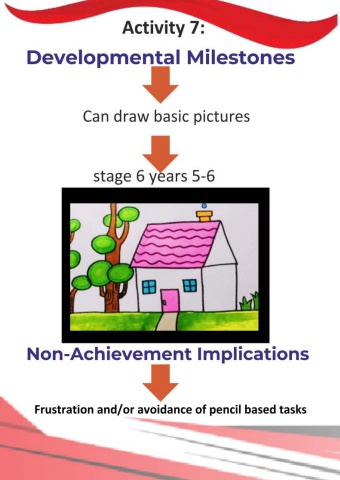 Activity 7:
Developmental Milestones
Can draw basic pictures
stage 6 years 5-6
Non-Achievement Implications
Frustration and/or avoidance of pencil based tasks